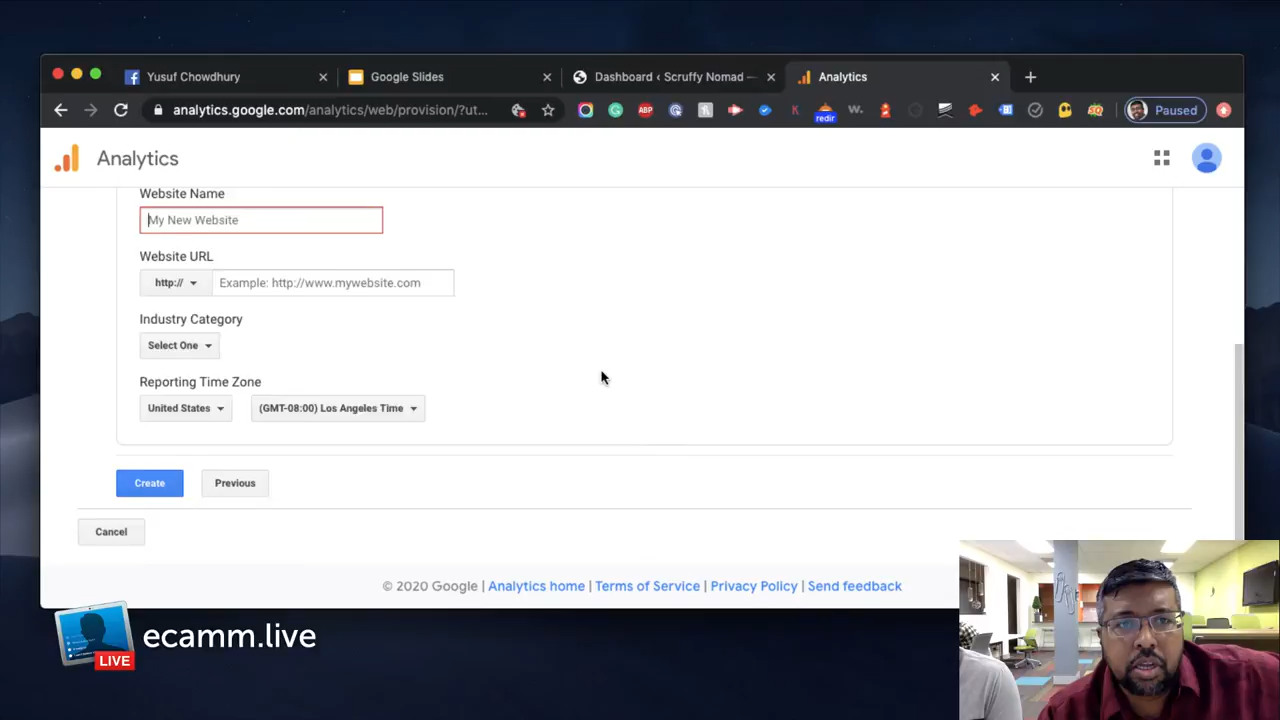 Yusuf Chowdhury
Google Slides
Dashboard ‹ Scruffy Nomad —
Analytics
analytics.google.com/analytics/web/provision/?ut...
ABP
redir
K
w.
Paused
Analytics
Website Name
My New Website
Website URL
http://
Example: http://www.mywebsite.com
Industry Category
Select One
Reporting Time Zone
United States
(GMT-08:00) Los Angeles Time
Create
Previous
Cancel
© 2020 Google | Analytics home | Terms of Service | Privacy Policy | Send feedback
LIVE
ecamm.live